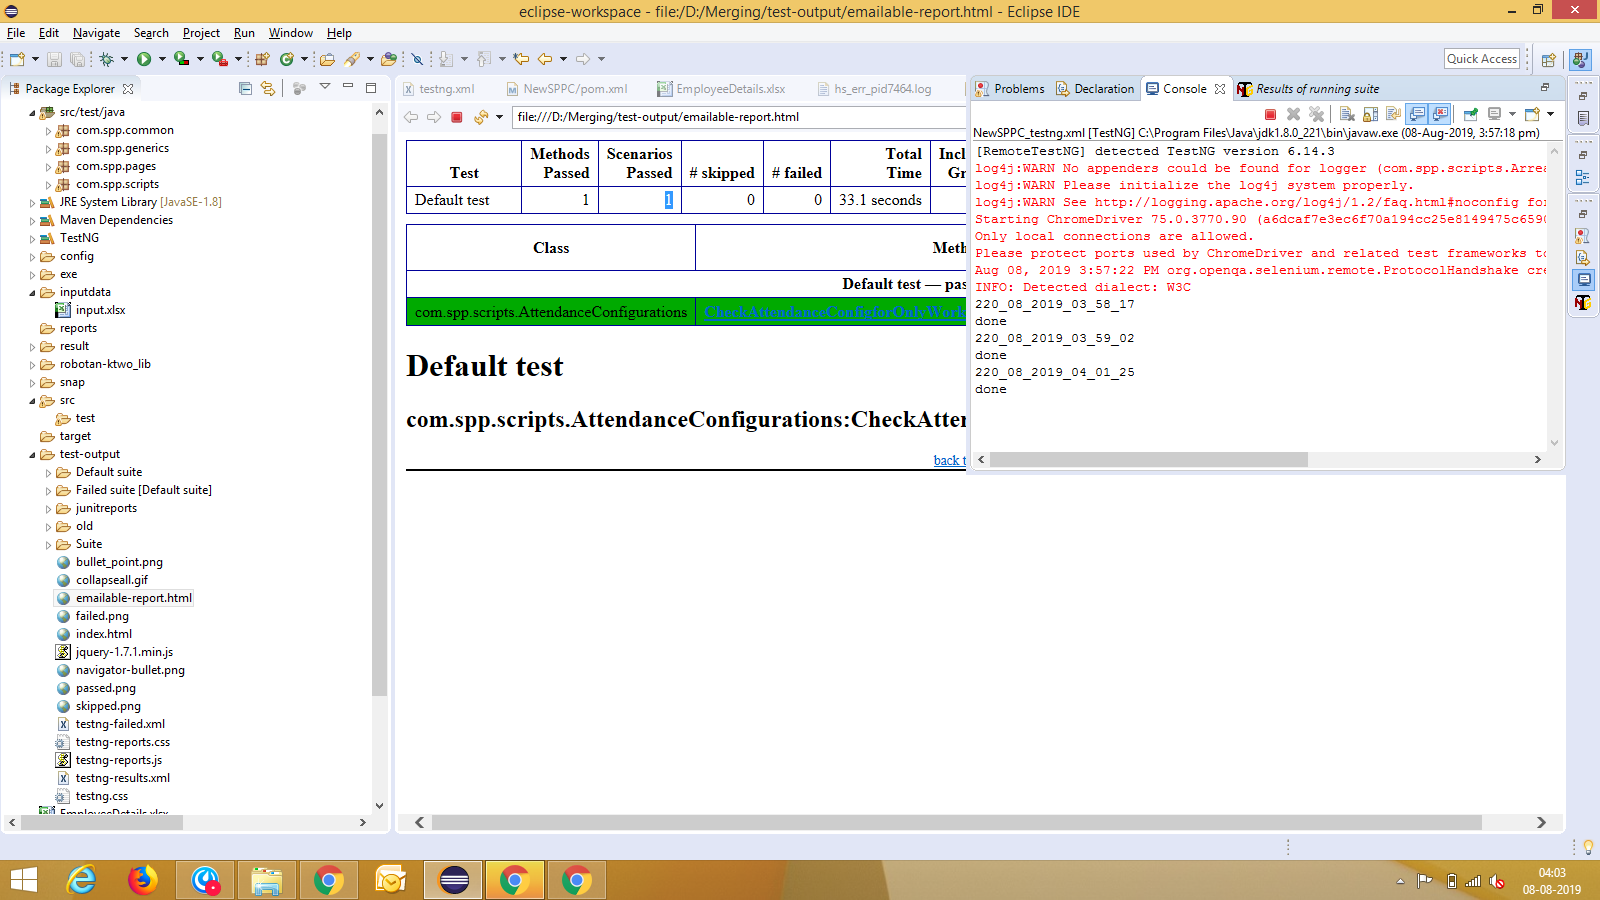 eclipse-workspace - file:/D:/Merging/test-output/emailable-report.html - Eclipse IDE
File Edit Navigate Search Project Run Window Help
Quick Access
Package Explorer
src/test/java
com.spp.common
com.spp.generics
com.spp.pages
com.spp.scripts
JRE System Library [JavaSE-1.8]
Maven Dependencies
TestNG
config
exe
inputdata
input.xlsx
reports
result
robotan-ktwo_lib
snap
src
test
target
test-output
Default suite
Failed suite [Default suite]
junitreports
old
Suite
bullet_point.png
collapseall.gif
emailable-report.html
failed.png
index.html
jquery-1.7.1.min.js
navigator-bullet.png
passed.png
skipped.png
testng-failed.xml
testng-reports.css
testng-reports.js
testng-results.xml
testng.css
EmployeeDetails.xlsx
testng.xml NewSPPC/pom.xml EmployeeDetails.xlsx hs_err_pid7464.log
file:///D:/Merging/test-output/emailable-report.html
Test Methods Passed Scenarios Passed # skipped # failed Total Time Incl Gr
Default test 1 1 0 0 33.1 seconds
Class Meth
Default test — pas
com.spp.scripts.AttendanceConfigurations CheckAttendanceConfigforOnlyWork
Default test
com.spp.scripts.AttendanceConfigurations:CheckAtte
back t
Problems Declaration Console Results of running suite
NewSPPC_testng.xml [TestNG] C:\Program Files\Java\jdk1.8.0_221\bin\javaw.exe (08-Aug-2019, 3:57:18 pm)
[RemoteTestNG] detected TestNG version 6.14.3
log4j:WARN No appenders could be found for logger (com.spp.scripts.Arrea
log4j:WARN Please initialize the log4j system properly.
log4j:WARN See http://logging.apache.org/log4j/1.2/faq.html#noconfig for
Starting ChromeDriver 75.0.3770.90 (a6dcaf7e3ec6f70a194cc25e8149475c6590
Only local connections are allowed.
Please protect ports used by ChromeDriver and related test frameworks to
Aug 08, 2019 3:57:22 PM org.openqa.selenium.remote.ProtocolHandshake cre
INFO: Detected dialect: W3C
220_08_2019_03_58_17
done
220_08_2019_03_59_02
done
220_08_2019_04_01_25
done
04:03
08-08-2019